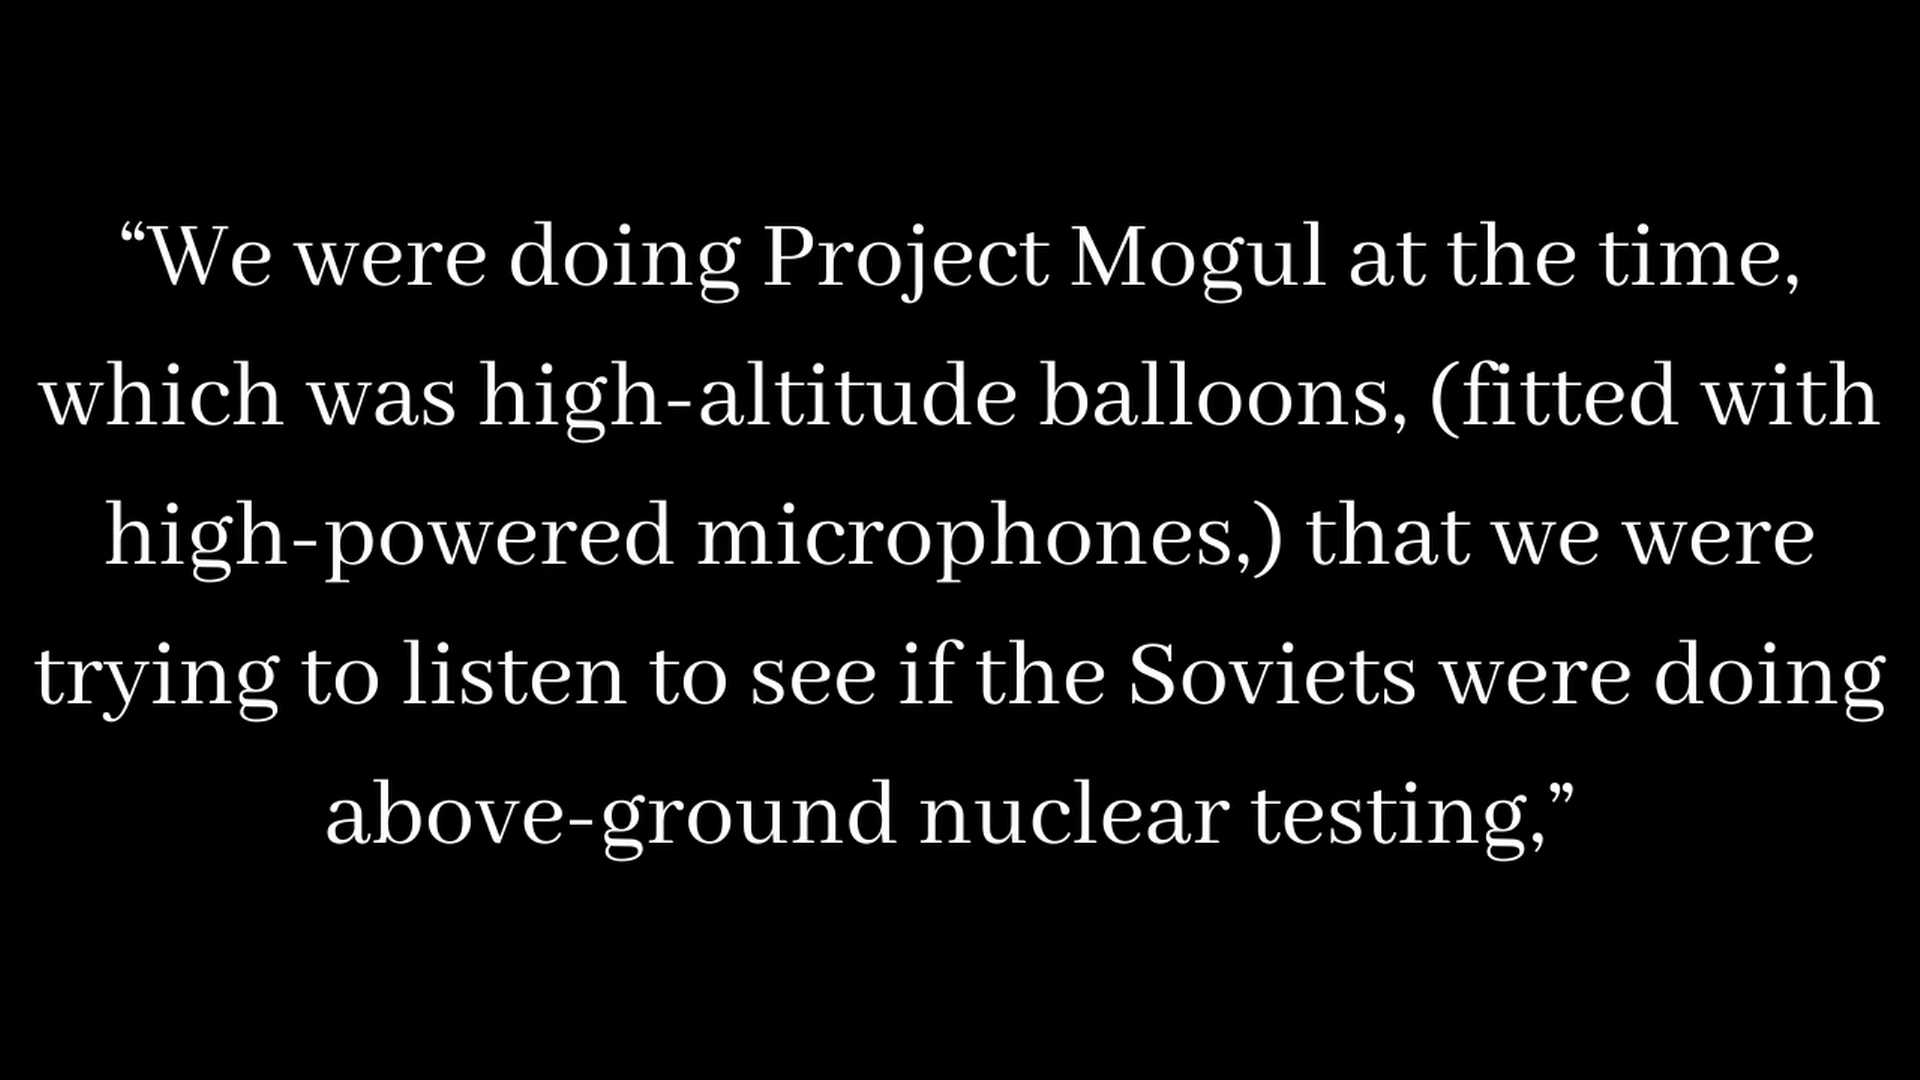 “We were doing Project Mogul at the time,
which was high-altitude balloons, (fitted with
high-powered microphones,) that we were
trying to listen to see if the Soviets were doing
above-ground nuclear testing,”